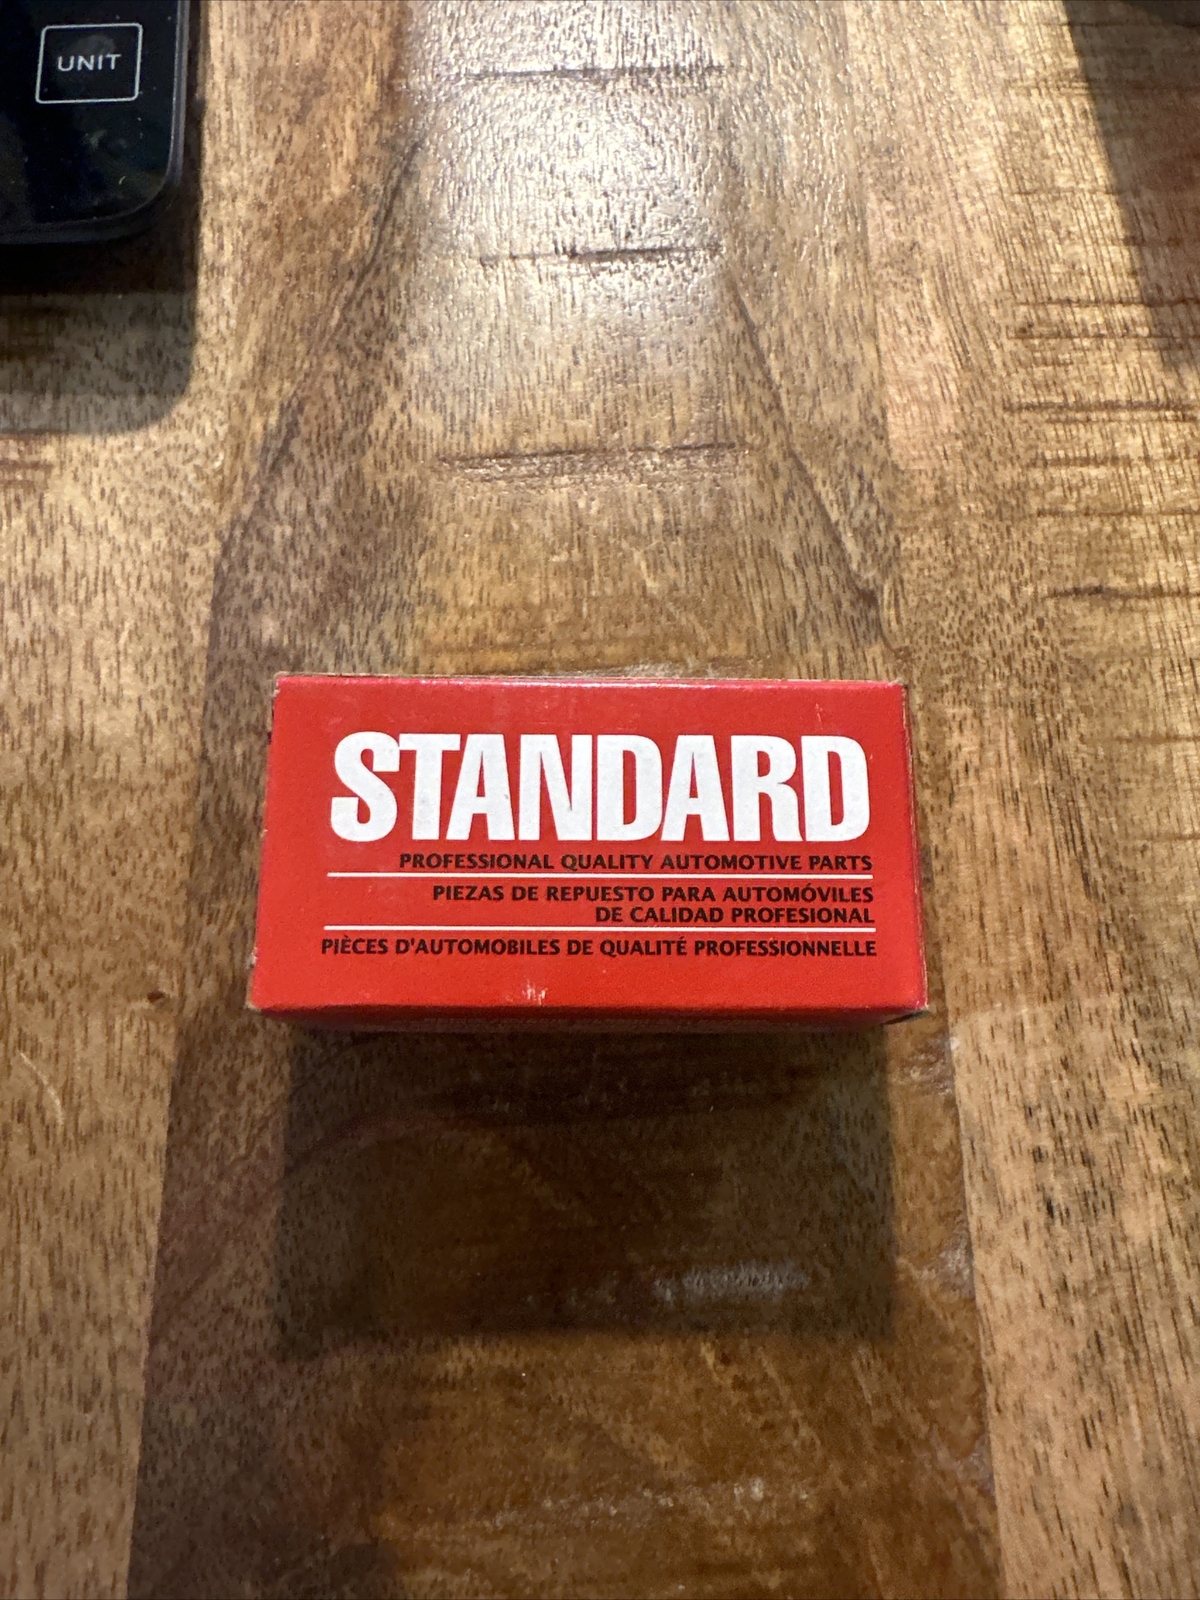 UNIT
STANDARD
PROFESSIONAL QUALITY AUTOMOTIVE PARTS
PIEZAS DE REPUESTO PARA AUTOMÓVILES
DE CALIDAD PROFESIONAL
PIÈCES D'AUTOMOBILES DE QUALITÉ PROFESSIONNELLE